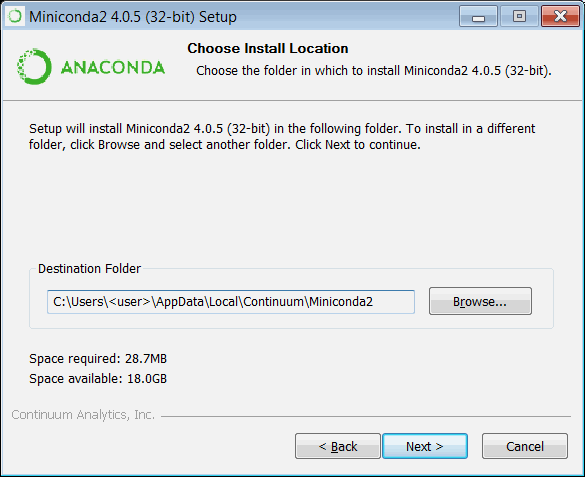 Miniconda2 4.0.5 (32-bit) Setup
Choose Install Location
Choose the folder in which to install Miniconda2 4.0.5 (32-bit).
ANACONDA
Setup will install Miniconda2 4.0.5 (32-bit) in the following folder. To install in a different
folder, click Browse and select another folder. Click Next to continue.
Destination Folder
C:\Users\<user>\AppData\Local\Continuum\Miniconda2
Browse...
Space required: 28.7MB
Space available: 18.0GB
Continuum Analytics, Inc.
< Back
Next >
Cancel